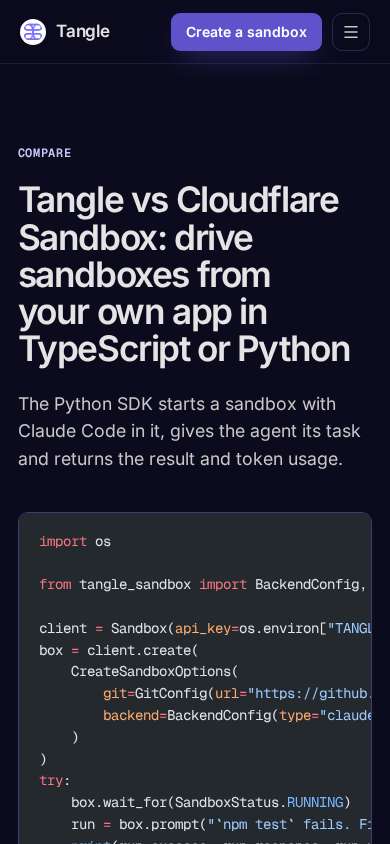 Tangle
Create a sandbox
COMPARE
Tangle vs Cloudflare
Sandbox: drive
sandboxes from
your own app in
TypeScript or Python
The Python SDK starts a sandbox with
Claude Code in it, gives the agent its task
and returns the result and token usage.
import os
from tangle_sandbox import BackendConfig,
client = Sandbox(api_key=os.environ["TANGL
box = client.create(
    CreateSandboxOptions(
        git=GitConfig(url="https://github.
        backend=BackendConfig(type="claude
    )
)
try:
    box.wait_for(SandboxStatus.RUNNING)
    run = box.prompt("`npm test` fails. Fi